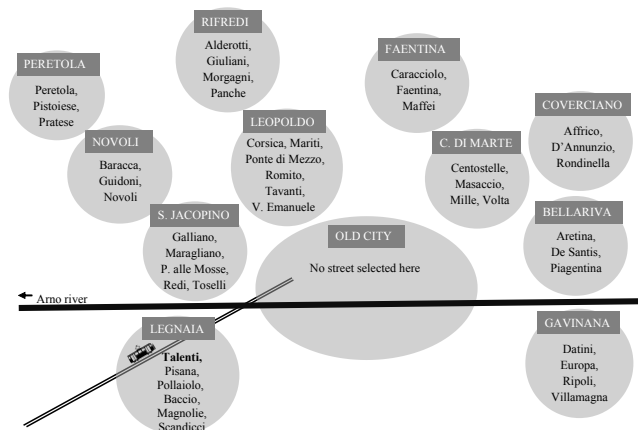 RIFREDI
Alderotti,
Giuliani,
Morgagni,
Panche
FAENTINA
Caracciolo,
Faentina,
Maffei
PERETOLA
Peretola,
Pistoiese,
Pratese
COVERCIANO
Affrico,
D'Annunzio,
Rondinella
LEOPOLDO
Corsica, Mariti,
Ponte di Mezzo,
Romito,
Tavanti,
V. Emanuele
NOVOLI
Baracca,
Guidoni,
Novoli
C. DI MARTE
Centostelle,
Masaccio,
Mille, Volta
S. JACOPINO
Galliano,
Maragliano,
P. alle Mosse,
Redi, Toselli
OLD CITY
No street selected here
BELLARIVA
Aretina,
De Santis,
Piagentina
Arno river
LEGNAIA
Talenti,
Pisana,
Pollaiolo,
Baccio,
Magnolie,
Scandicci
GAVINANA
Datini,
Europa,
Ripoli,
Villamagna